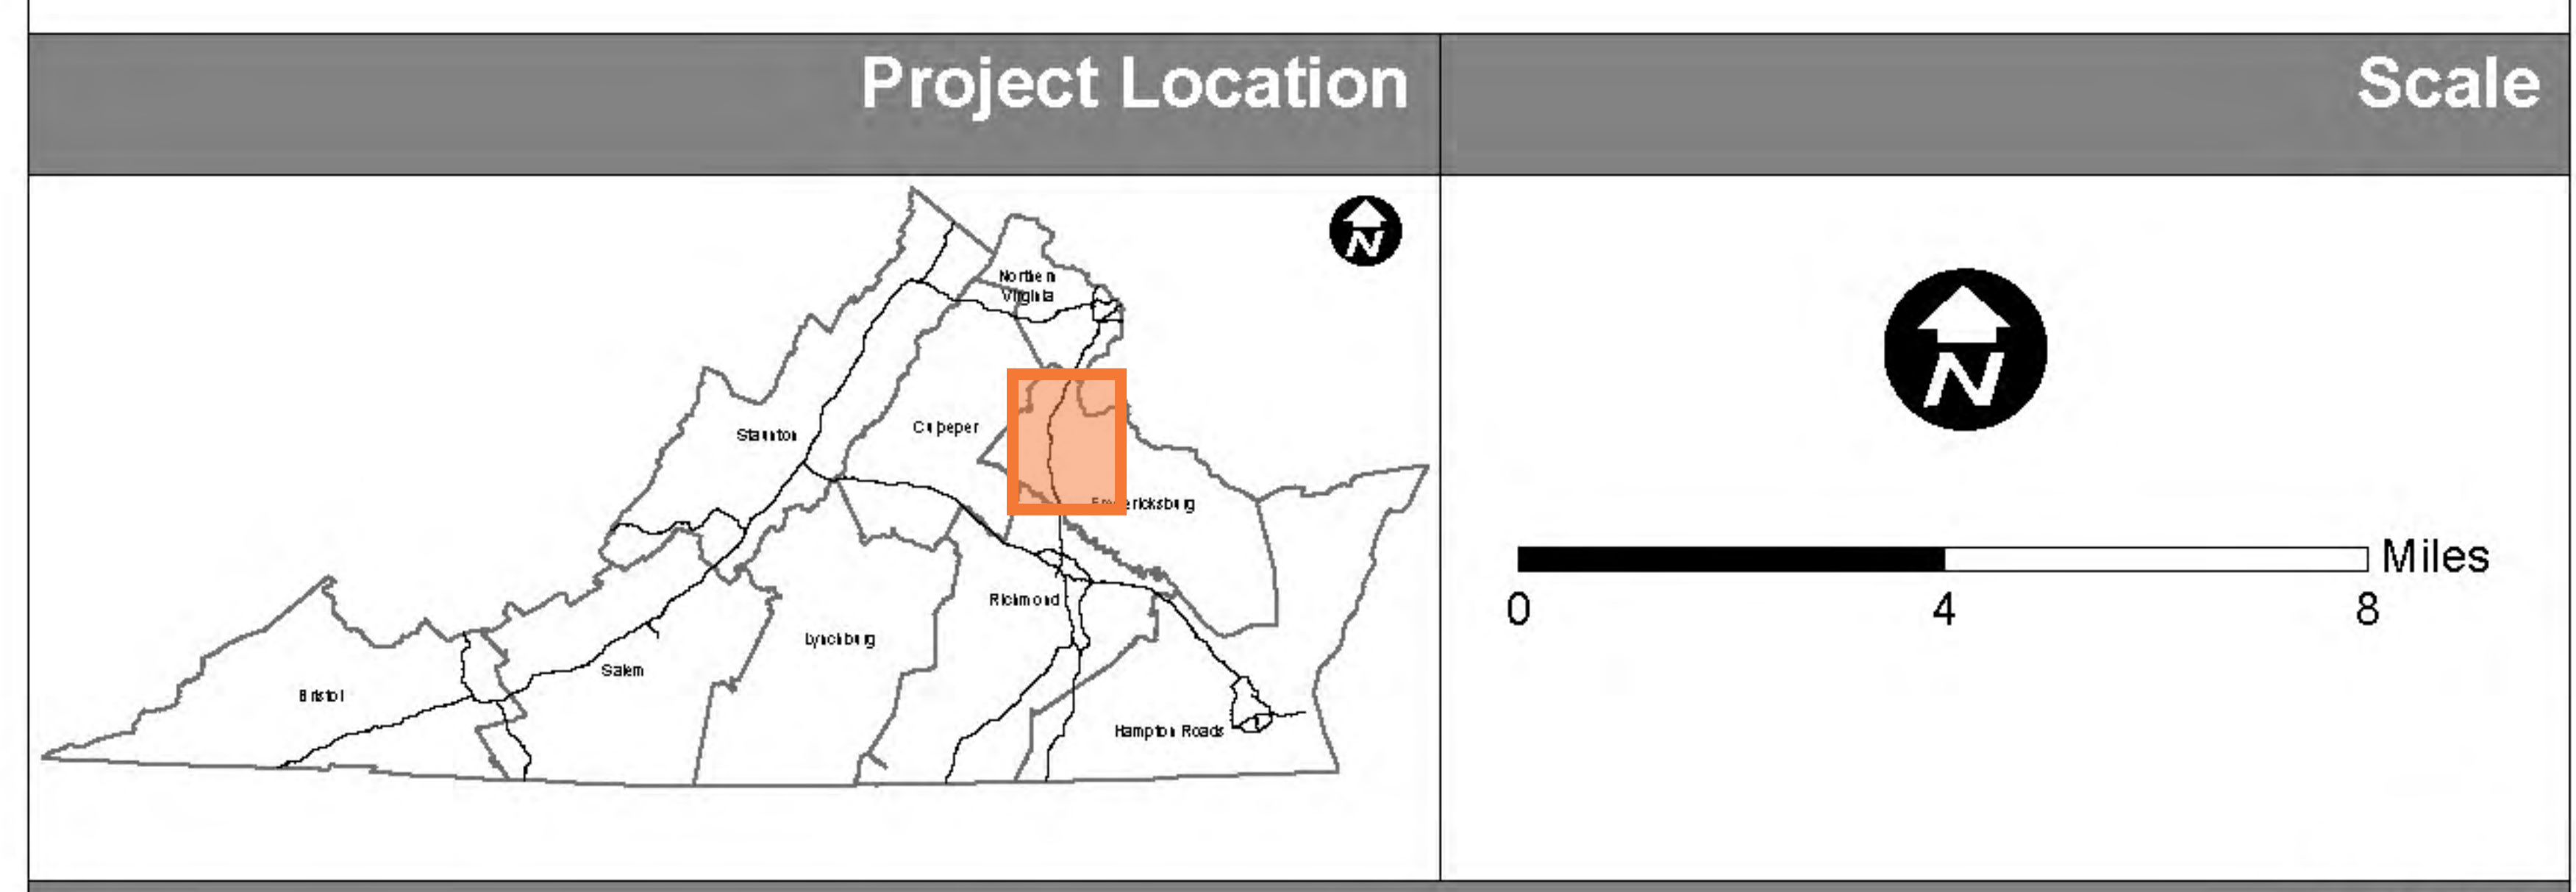 Project Location
Scale
N
Northern
Virginia
N
Staunton
Culpeper
Fredericksburg
Miles
0 4 8
Richmond
Lynchburg
Salem
Bristol
Hampton Roads